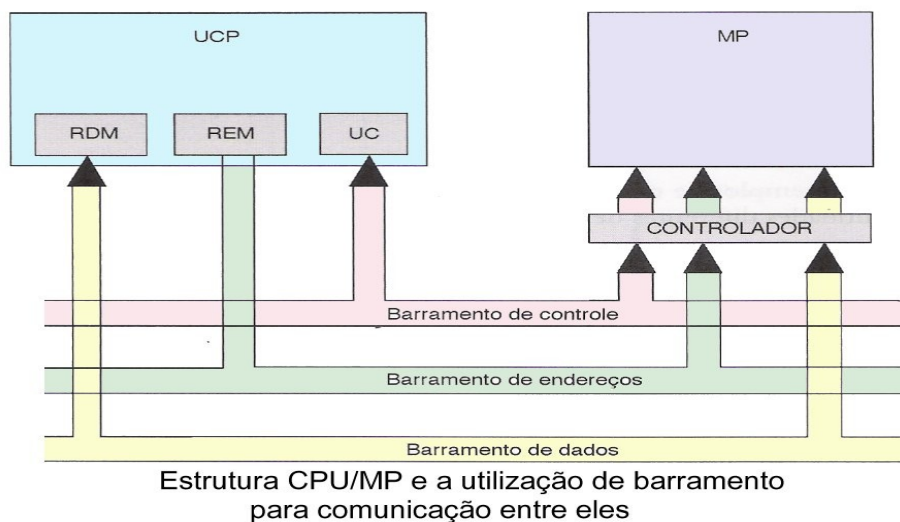 UCP
MP
RDM
REM
UC
CONTROLADOR
Barramento de controle
Barramento de endereços
Barramento de dados
Estrutura CPU/MP e a utilização de barramento
para comunicação entre eles